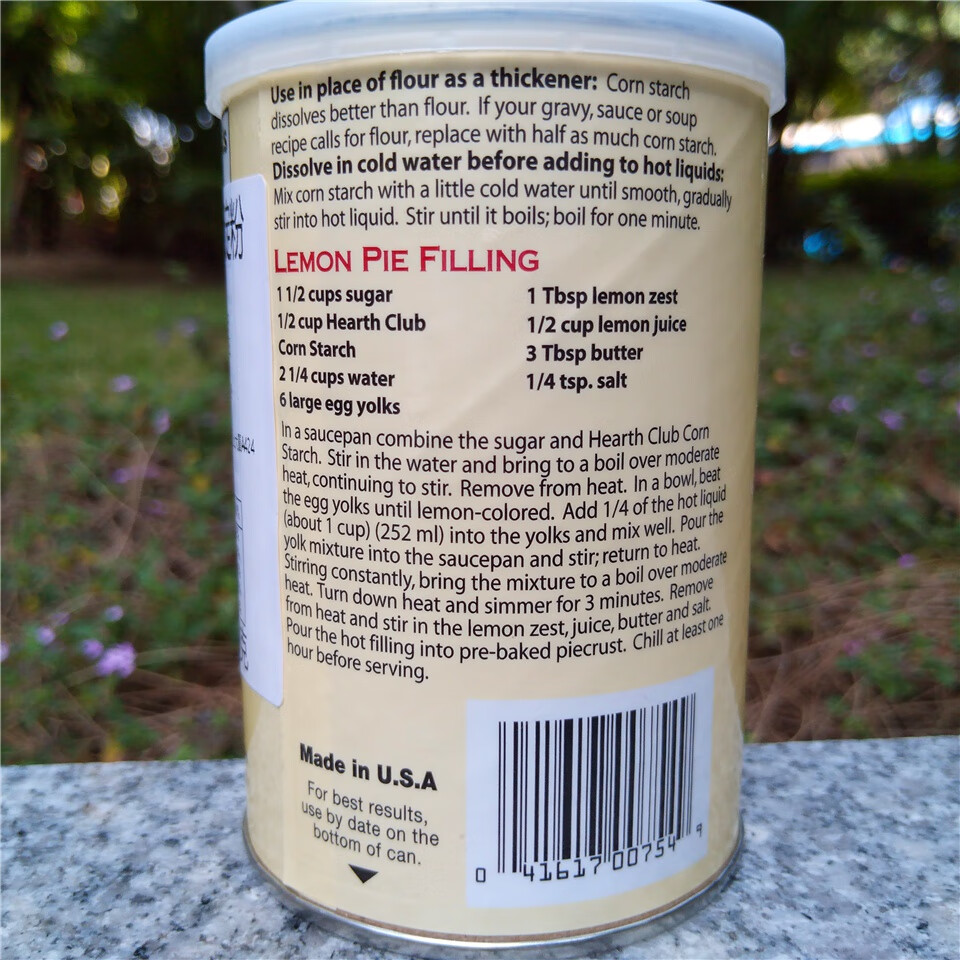 Use in place of flour as a thickener: Corn starch
dissolves better than flour. If your gravy, sauce or soup
recipe calls for flour, replace with half as much corn starch.
Dissolve in cold water before adding to hot liquids:
Mix corn starch with a little cold water until smooth, gradually
stir into hot liquid. Stir until it boils; boil for one minute.
LEMON PIE FILLING
1 1/2 cups sugar
1/2 cup Hearth Club
Corn Starch
2 1/4 cups water
6 large egg yolks
1 Tbsp lemon zest
1/2 cup lemon juice
3 Tbsp butter
1/4 tsp. salt
In a saucepan combine the sugar and Hearth Club Corn
Starch. Stir in the water and bring to a boil over moderate
heat, continuing to stir. Remove from heat. In a bowl, beat
the egg yolks until lemon-colored. Add 1/4 of the hot liquid
(about 1 cup) (252 ml) into the yolks and mix well. Pour the
yolk mixture into the saucepan and stir; return to heat.
Stirring constantly, bring the mixture to a boil over moderate
heat. Turn down heat and simmer for 3 minutes. Remove
from heat and stir in the lemon zest, juice, butter and salt.
Pour the hot filling into pre-baked piecrust. Chill at least one
hour before serving.
Made in U.S.A
For best results,
use by date on the
bottom of can.
0 41617 00754 9